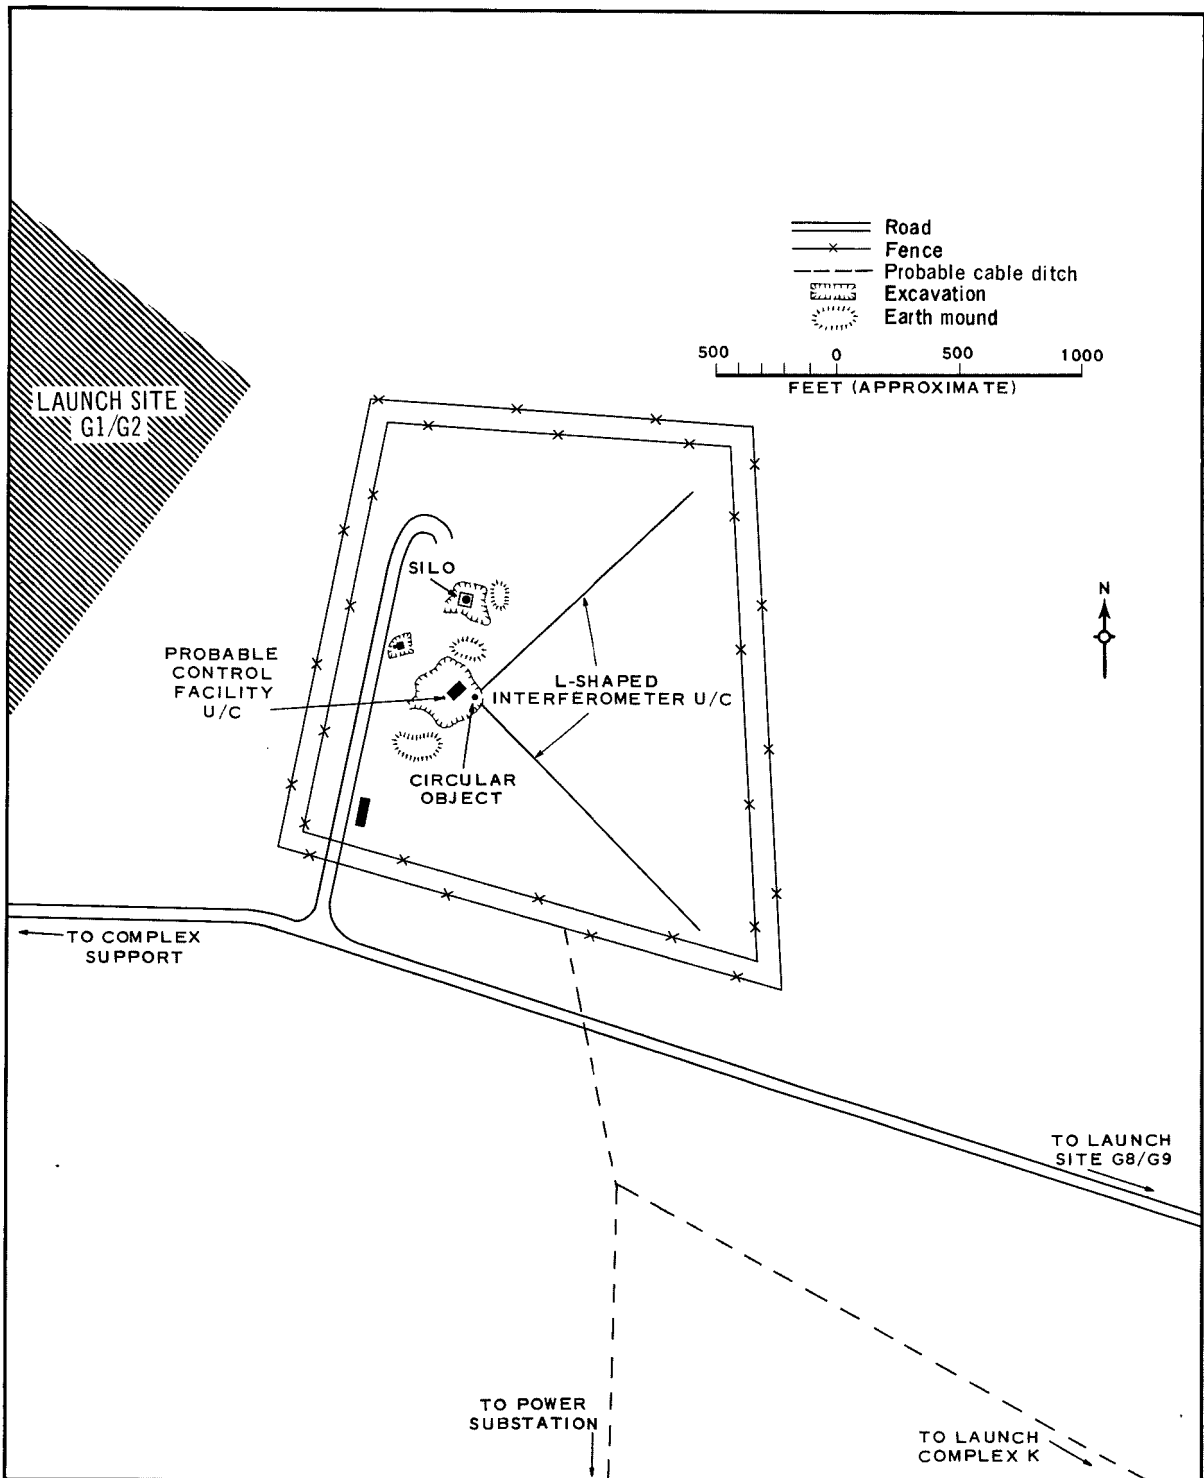 Road
Fence
Probable cable ditch
Excavation
Earth mound
500 0 500 1000
FEET (APPROXIMATE)
LAUNCH SITE
G1/G2
SILO
N
PROBABLE
CONTROL
FACILITY
U/C
L-SHAPED
INTERFEROMETER U/C
CIRCULAR
OBJECT
TO COMPLEX
SUPPORT
TO LAUNCH
SITE G8/G9
TO POWER
SUBSTATION
TO LAUNCH
COMPLEX K